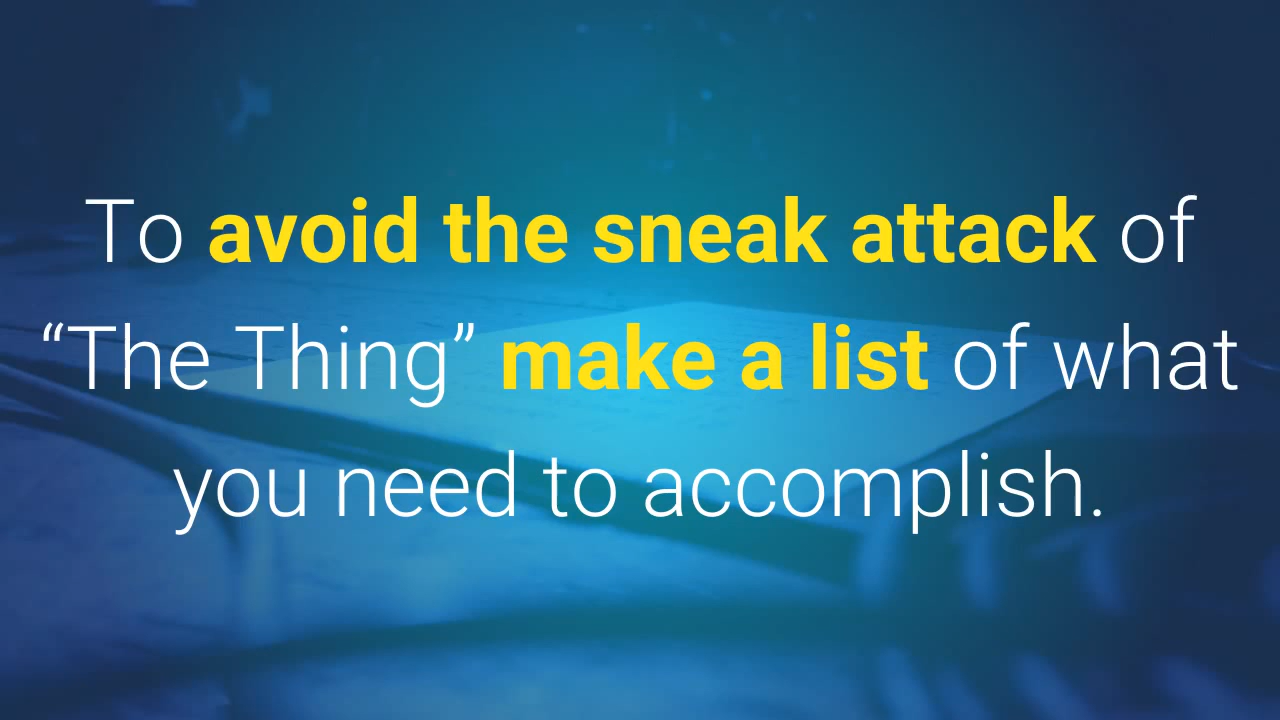 To avoid the sneak attack of
“The Thing” make a list of what
you need to accomplish.